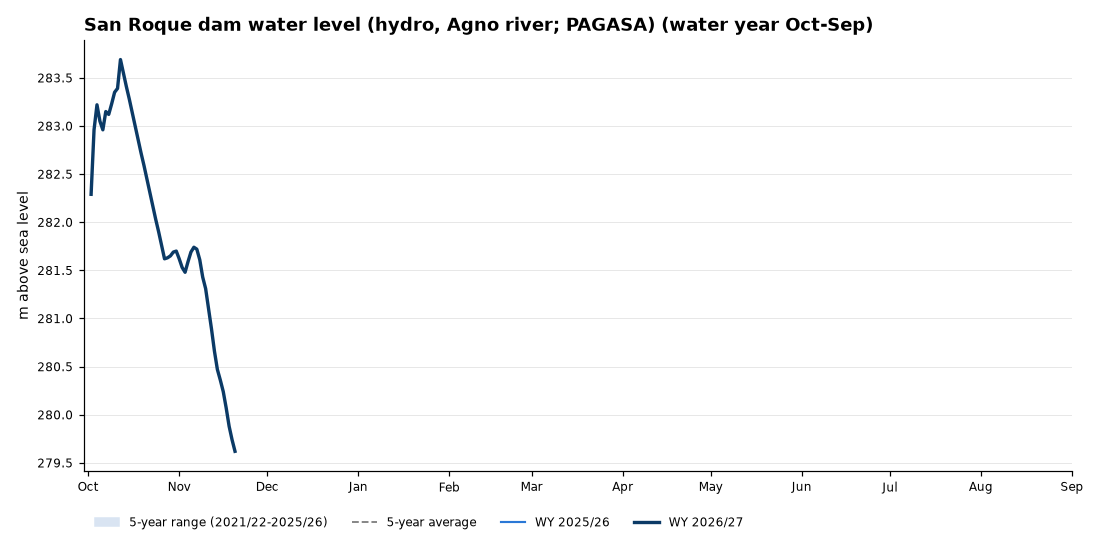 San Roque dam water level (hydro, Agno river; PAGASA) (water year Oct-Sep)
m above sea level
283.5
283.0
282.5
282.0
281.5
281.0
280.5
280.0
279.5
Oct Nov Dec Jan Feb Mar Apr May Jun Jul Aug Sep
5-year range (2021/22-2025/26) 5-year average WY 2025/26 WY 2026/27